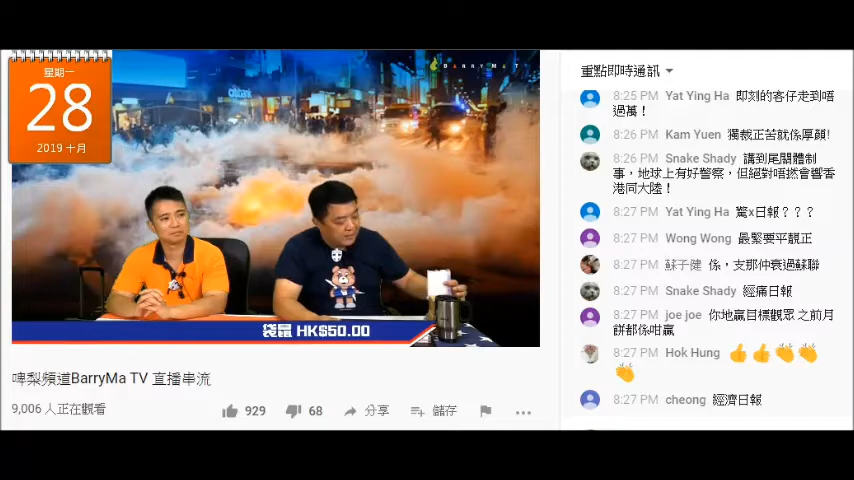 星期一
28
2019 十月
BARRYMA TV
citibank
袋鼠 HK$50.00
啤梨頻道BarryMa TV 直播串流
9,006 人正在觀看
929
68
分享
儲存
重點即時通訊
8:25 PM Yat Ying Ha 即刻的客仔走到唔
過萬！
8:26 PM Kam Yuen 獨裁正苦就係厚顏!
8:26 PM Snake Shady 講到尾關體制
事，地球上有好警察，但絕對唔撚會響香
港同大陸！
8:27 PM Yat Ying Ha 驚x日報？？？
8:27 PM Wong Wong 最緊要平靚正
8:27 PM 蘇子健 係，支那仲衰過蘇聯
8:27 PM Snake Shady 經痛日報
8:27 PM joe joe 你地贏目標觀眾 之前月
餅都係咁贏
8:27 PM Hok Hung 👍👍👏👏
👏
8:27 PM cheong 經濟日報